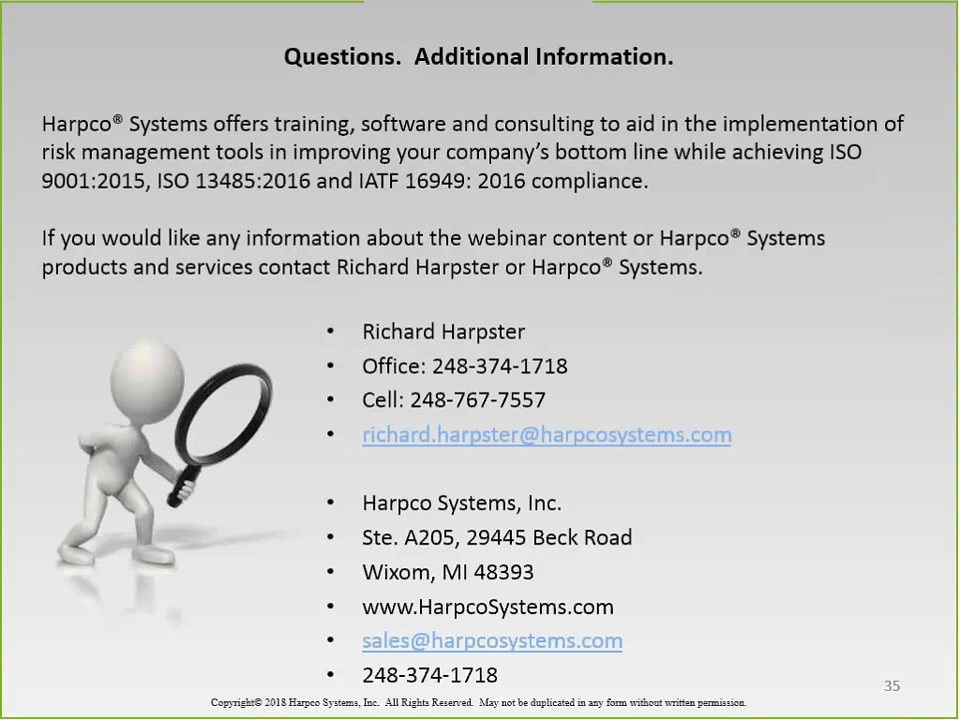 Questions.  Additional Information.
Harpco® Systems offers training, software and consulting to aid in the implementation of
risk management tools in improving your company’s bottom line while achieving ISO
9001:2015, ISO 13485:2016 and IATF 16949: 2016 compliance.
If you would like any information about the webinar content or Harpco® Systems
products and services contact Richard Harpster or Harpco® Systems.
• Richard Harpster
• Office: 248-374-1718
• Cell: 248-767-7557
• richard.harpster@harpcosystems.com
• Harpco Systems, Inc.
• Ste. A205, 29445 Beck Road
• Wixom, MI 48393
• www.HarpcoSystems.com
• sales@harpcosystems.com
• 248-374-1718
35
Copyright© 2018 Harpco Systems, Inc.  All Rights Reserved.  May not be duplicated in any form without written permission.